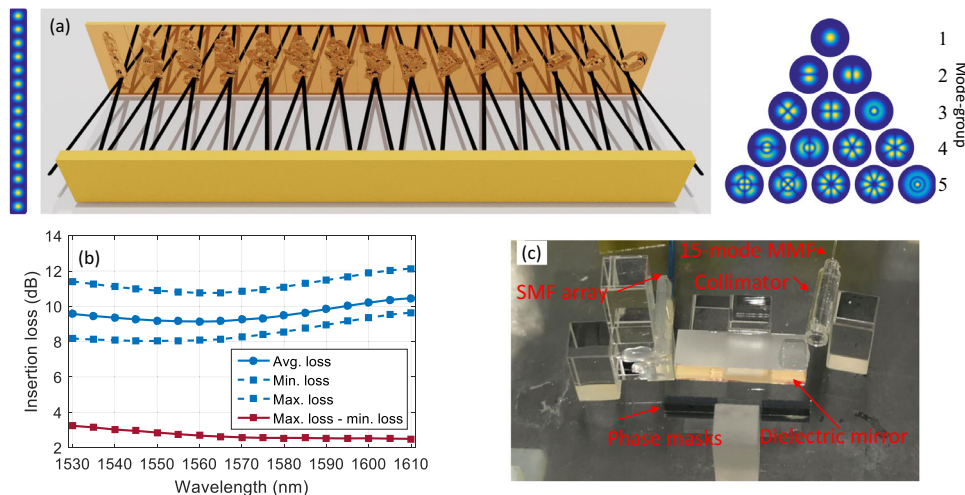 (a)
1
2
3
4
5
Mode-group
(b)
14
12
10
8
6
4
2
Insertion loss (dB)
Avg. loss
Min. loss
Max. loss
Max. loss - min. loss
1530 1540 1550 1560 1570 1580 1590 1600 1610
Wavelength (nm)
(c)
15-mode MMF
Collimator
SMF array
Phase masks
Dielectric mirror